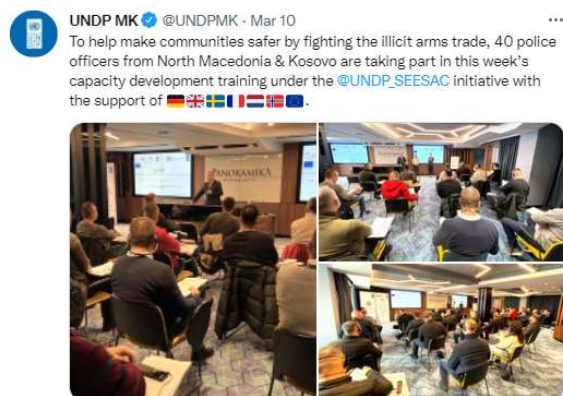 UNDP MK @UNDPMK · Mar 10
To help make communities safer by fighting the illicit arms trade, 40 police
officers from North Macedonia & Kosovo are taking part in this week's
capacity development training under the @UNDP_SEESAC initiative with
the support of 🇩🇪🇬🇧🇸🇪🇫🇷🇳🇱🇳🇴🇪🇺.
PANORAMIKA